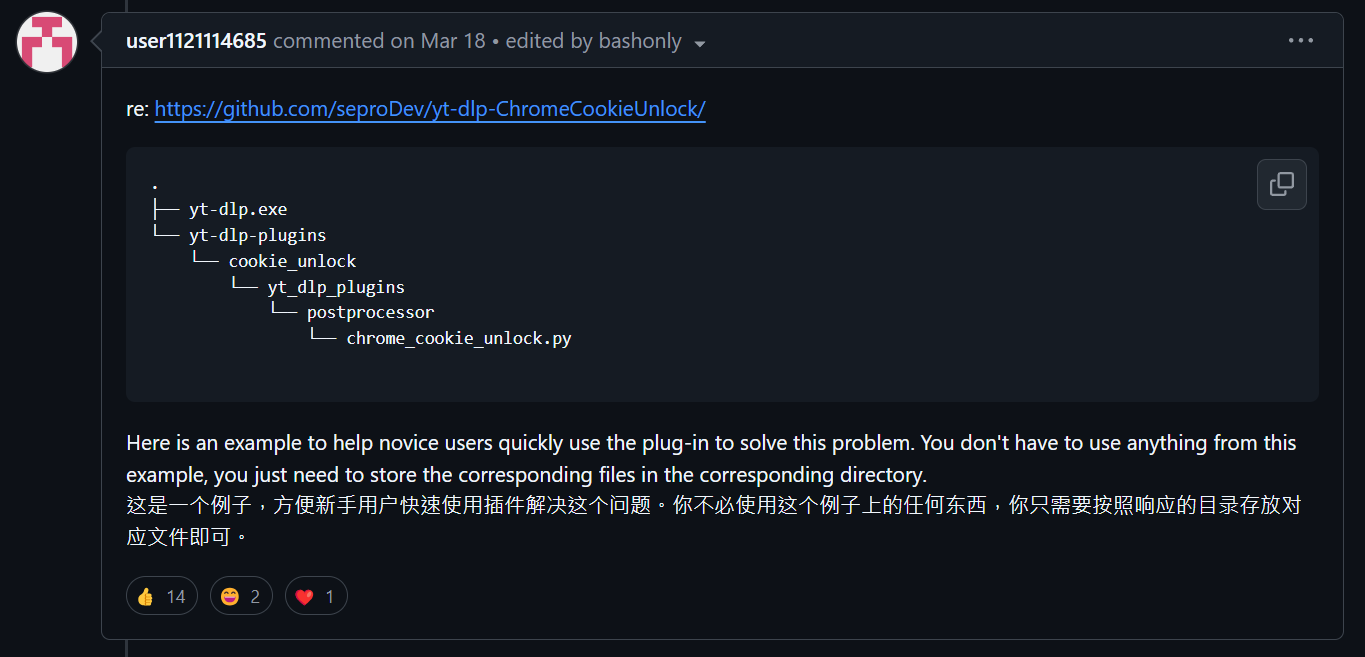 user1121114685 commented on Mar 18 • edited by bashonly
re: https://github.com/seproDev/yt-dlp-ChromeCookieUnlock/
.
├── yt-dlp.exe
└── yt-dlp-plugins
    └── cookie_unlock
        └── yt_dlp_plugins
            └── postprocessor
                └── chrome_cookie_unlock.py
Here is an example to help novice users quickly use the plug-in to solve this problem. You don't have to use anything from this
example, you just need to store the corresponding files in the corresponding directory.
这是一个例子，方便新手用户快速使用插件解决这个问题。你不必使用这个例子上的任何东西，你只需要按照响应的目录存放对
应文件即可。
👍 14 😄 2 ❤️ 1